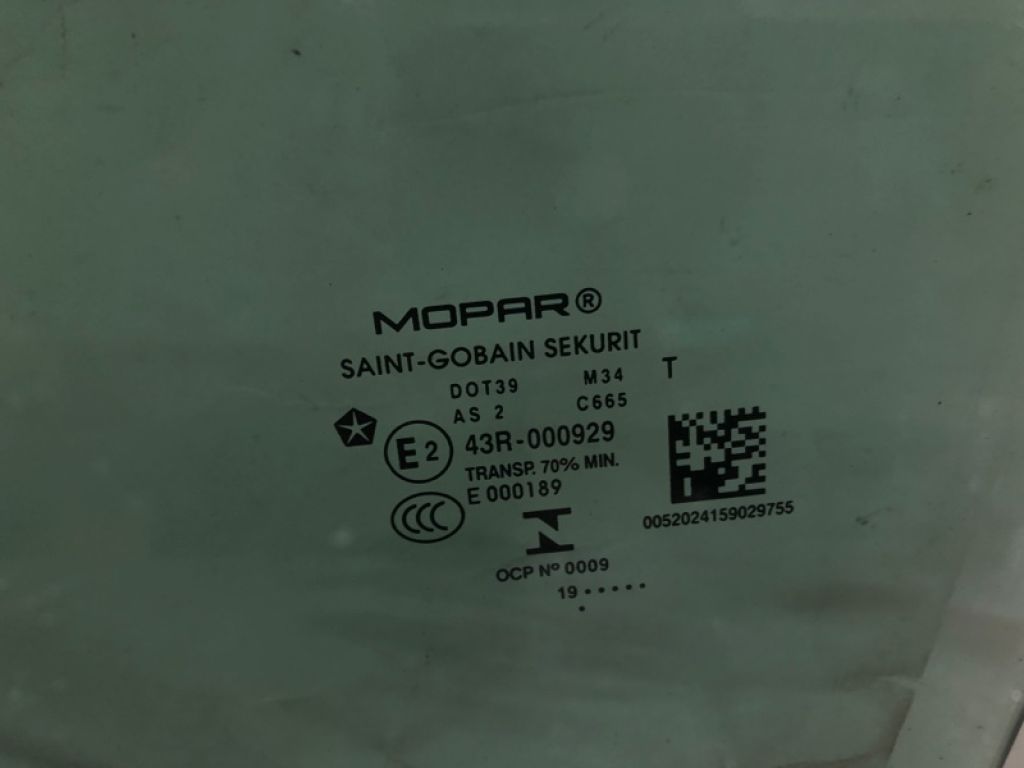 MOPAR®
SAINT-GOBAIN SEKURIT
DOT39 M34 T
AS 2 C665
E2 43R-000929
TRANSP. 70% MIN.
E 000189
CCC
0052024159029755
OCP Nº 0009
19 •••••
•